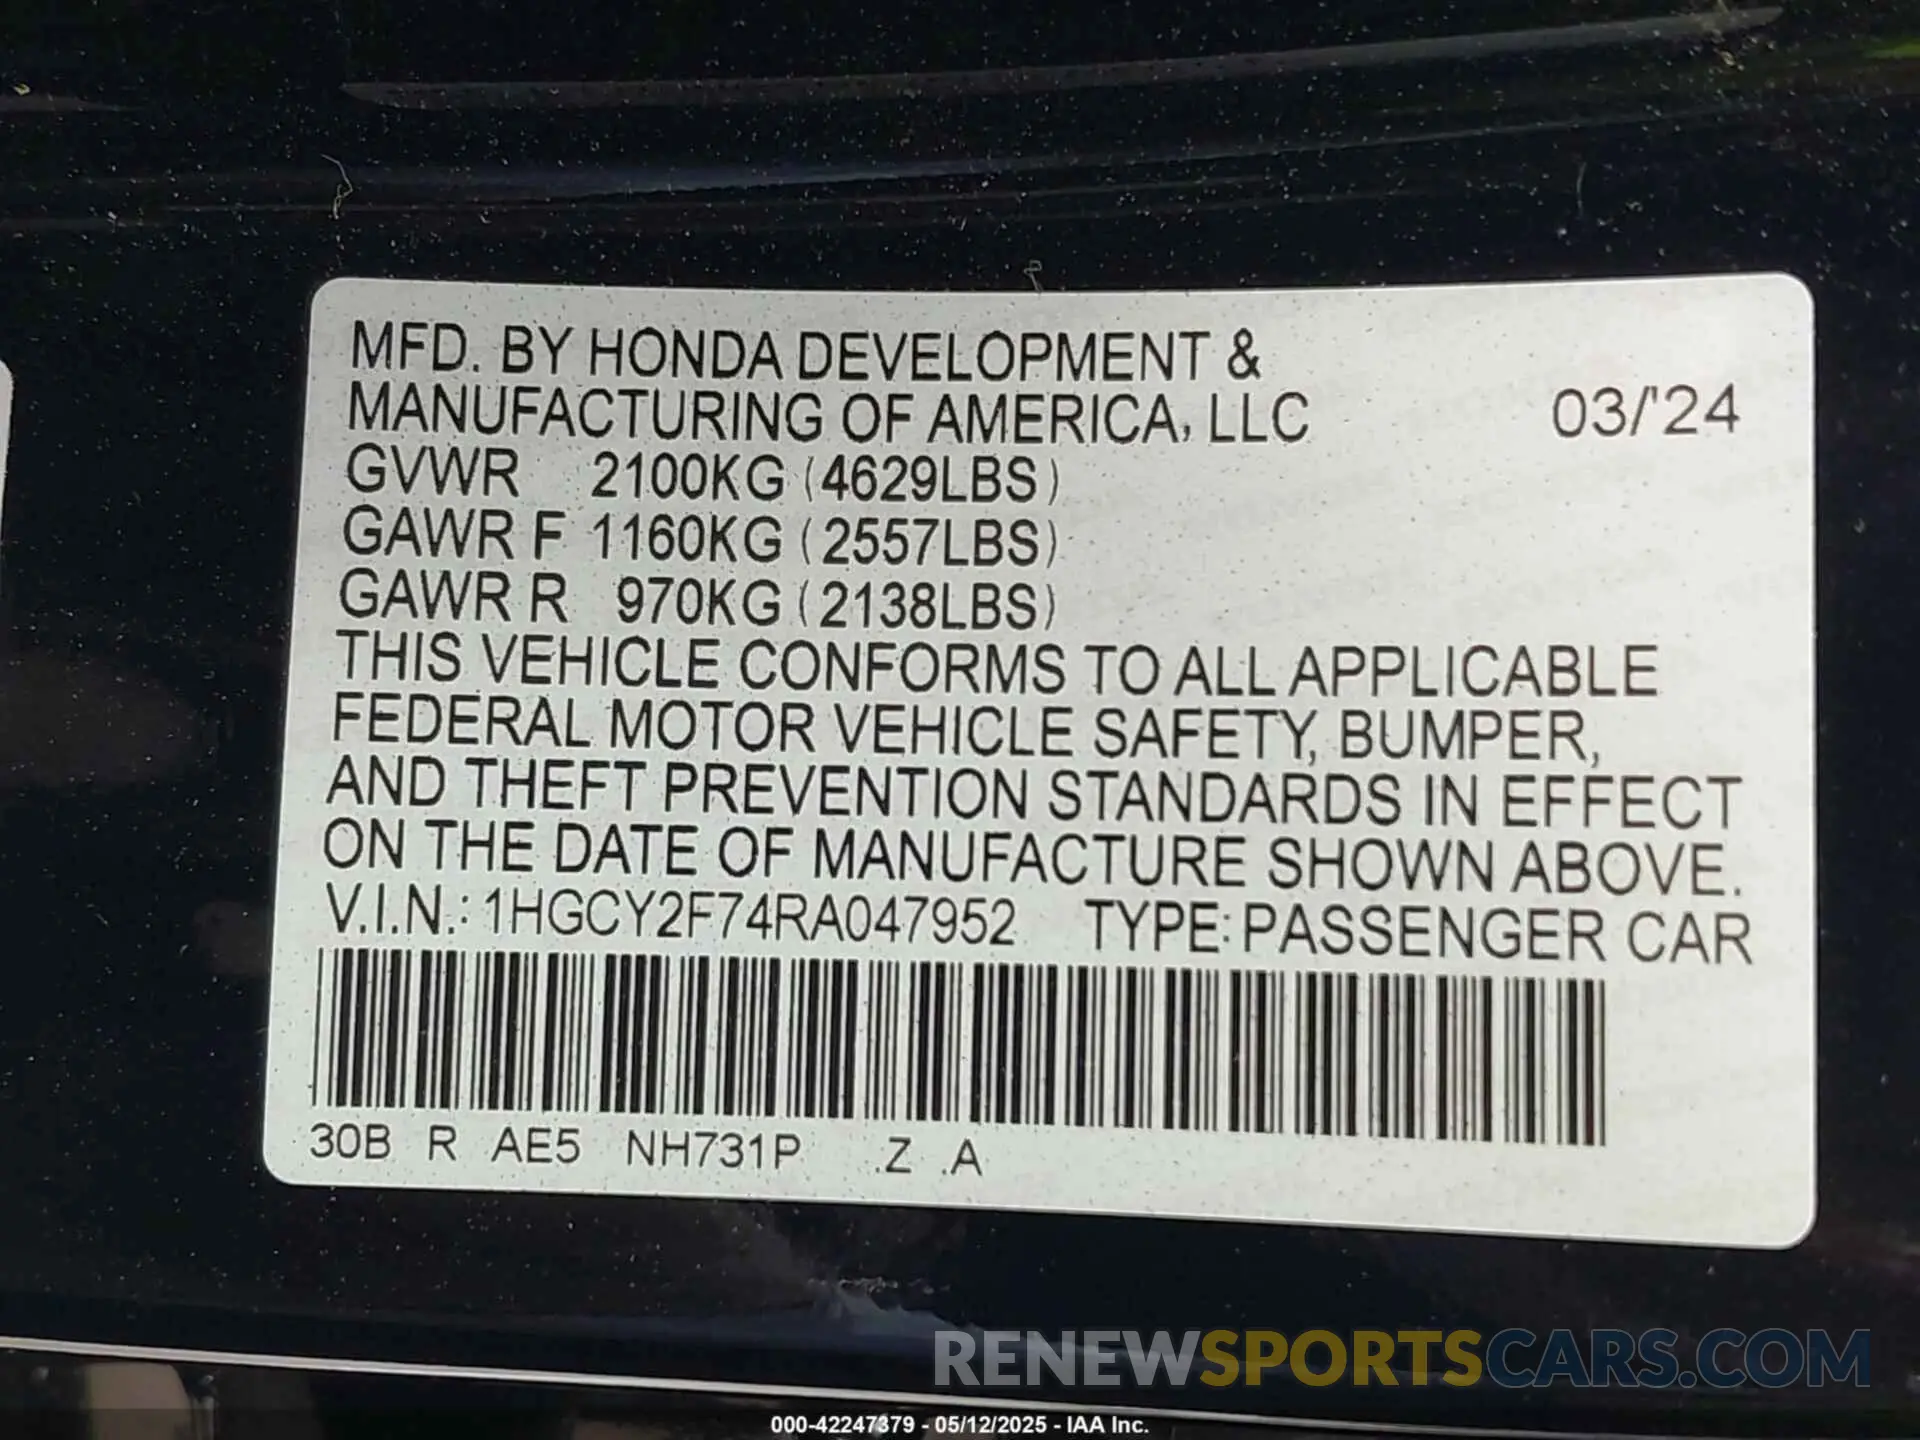 MFD. BY HONDA DEVELOPMENT &
MANUFACTURING OF AMERICA, LLC 03/'24
GVWR 2100KG (4629LBS)
GAWR F 1160KG (2557LBS)
GAWR R 970KG (2138LBS)
THIS VEHICLE CONFORMS TO ALL APPLICABLE
FEDERAL MOTOR VEHICLE SAFETY, BUMPER,
AND THEFT PREVENTION STANDARDS IN EFFECT
ON THE DATE OF MANUFACTURE SHOWN ABOVE.
V.I.N.: 1HGCY2F74RA047952 TYPE: PASSENGER CAR
30B R AE5 NH731P .Z .A
RENEWSPORTSCARS.COM
000-42247379 - 05/12/2025 - IAA Inc.